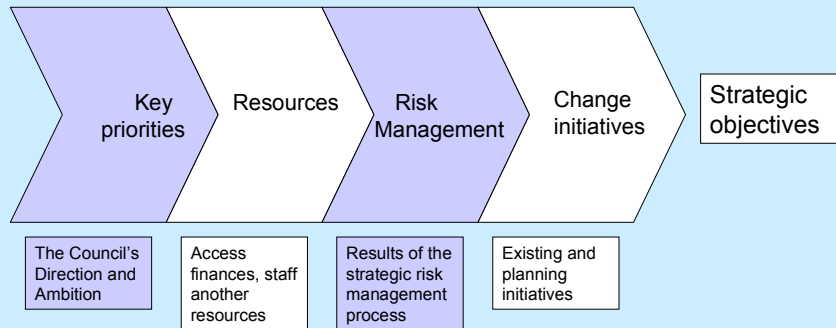 Key
priorities
Resources
Risk
Management
Change
initiatives
Strategic
objectives
The Council's
Direction and
Ambition
Access
finances, staff
another
resources
Results of the
strategic risk
management
process
Existing and
planning
initiatives